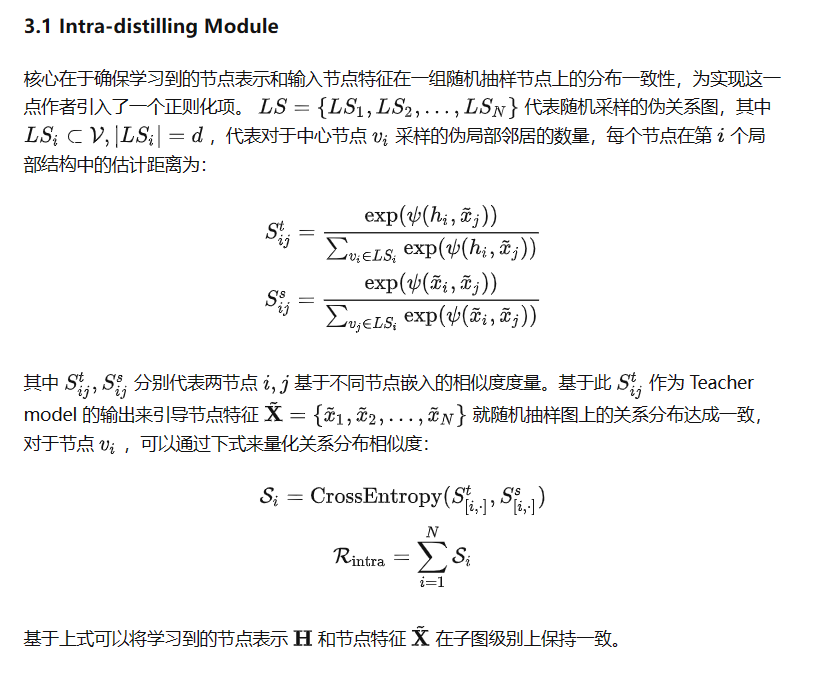 3.1 Intra-distilling Module
核心在于确保学习到的节点表示和输入节点特征在一组随机抽样节点上的分布一致性，为实现这一
点作者引入了一个正则化项。 $LS = \{LS_1, LS_2, \ldots, LS_N\}$ 代表随机采样的伪关系图，其中
$LS_i \subset \mathcal{V}, |LS_i| = d$ ，代表对于中心节点 $v_i$ 采样的伪局部邻居的数量，每个节点在第 $i$ 个局
部结构中的估计距离为：
$S_{ij}^t = \frac{\exp(\psi(h_i, \tilde{x}_j))}{\sum_{v_i \in LS_i} \exp(\psi(h_i, \tilde{x}_j))}$
$S_{ij}^s = \frac{\exp(\psi(\tilde{x}_i, \tilde{x}_j))}{\sum_{v_j \in LS_i} \exp(\psi(\tilde{x}_i, \tilde{x}_j))}$
其中 $S_{ij}^t, S_{ij}^s$ 分别代表两节点 $i, j$ 基于不同节点嵌入的相似度度量。基于此 $S_{ij}^t$ 作为 Teacher
model 的输出来引导节点特征 $\tilde{\mathbf{X}} = \{\tilde{x}_1, \tilde{x}_2, \ldots, \tilde{x}_N\}$ 就随机抽样图上的关系分布达成一致，
对于节点 $v_i$ ，可以通过下式来量化关系分布相似度：
$\mathcal{S}_i = \text{CrossEntropy}(S_{[i,\cdot]}^t, S_{[i,\cdot]}^s)$
$\mathcal{R}_{\text{intra}} = \sum_{i=1}^{N} \mathcal{S}_i$
基于上式可以将学习到的节点表示 $\mathbf{H}$ 和节点特征 $\tilde{\mathbf{X}}$ 在子图级别上保持一致。